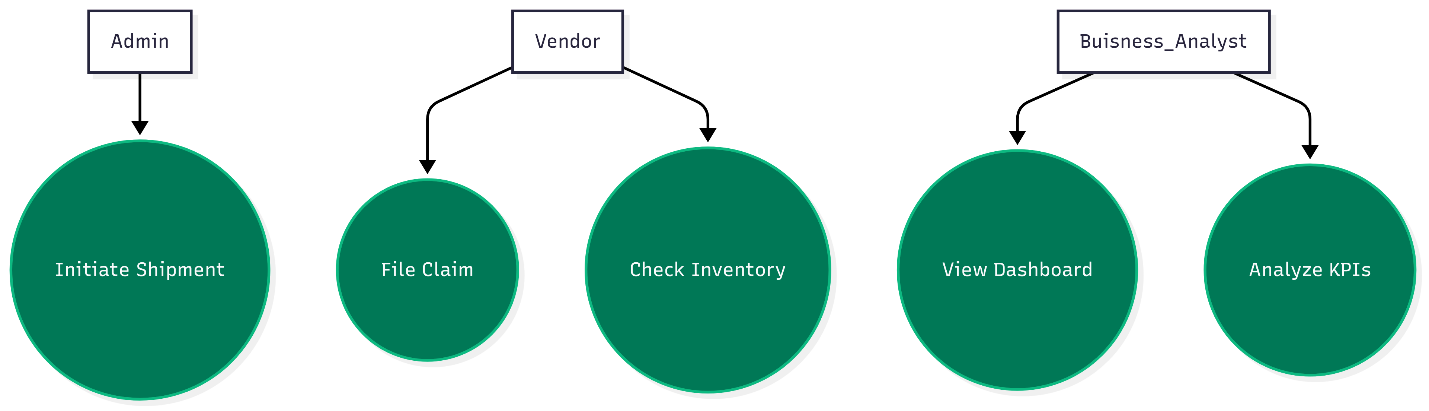 Admin
Vendor
Buisness_Analyst
Initiate Shipment
File Claim
Check Inventory
View Dashboard
Analyze KPIs